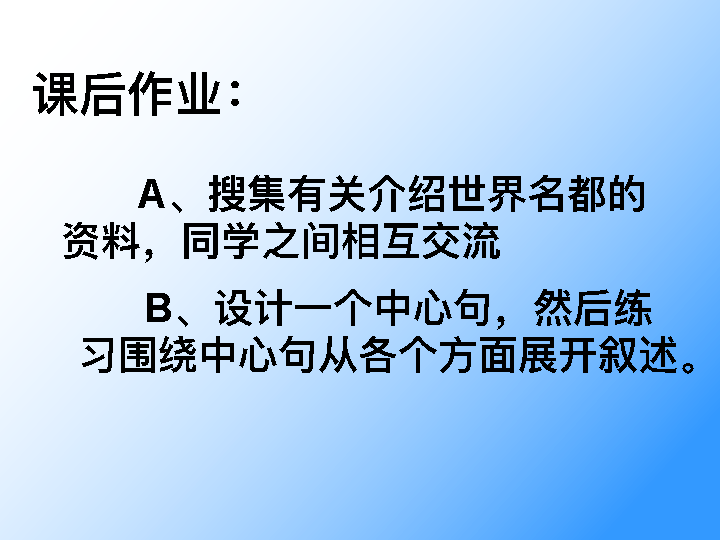 课后作业：
A、搜集有关介绍世界名都的
资料，同学之间相互交流
B、设计一个中心句，然后练
习围绕中心句从各个方面展开叙述。